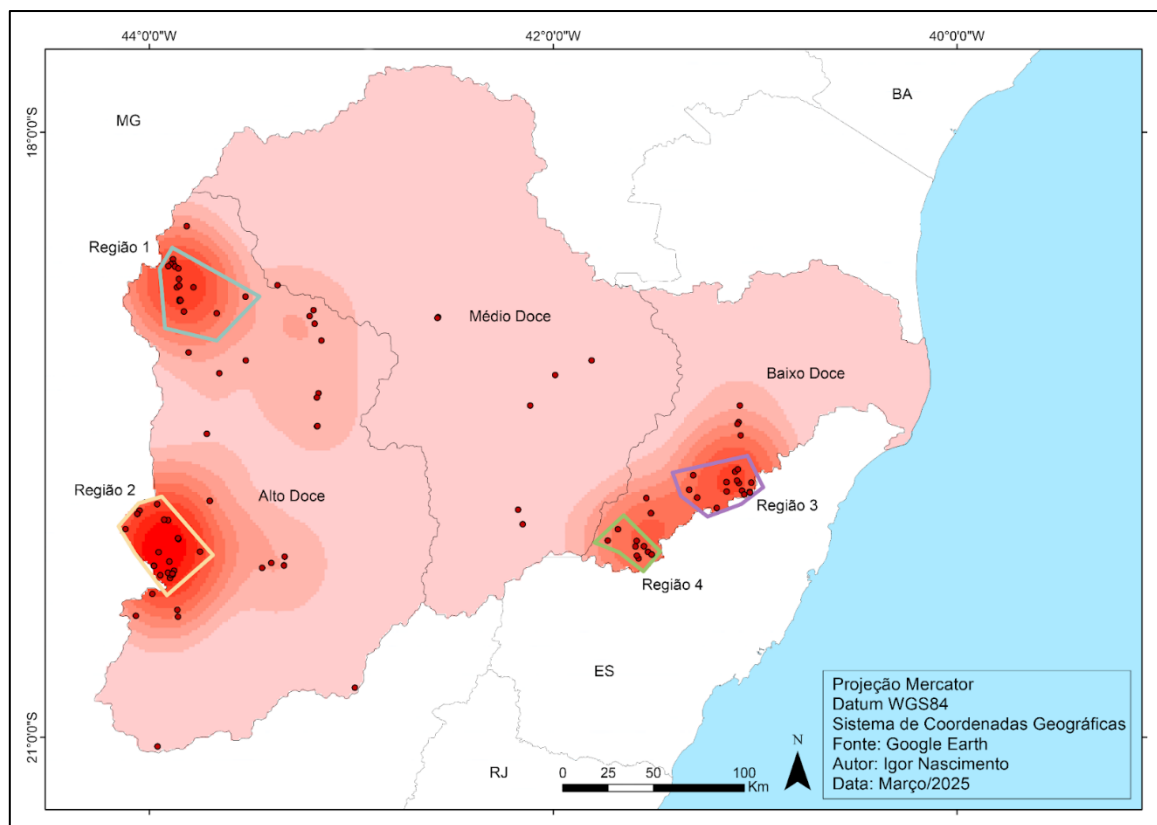 44°0'0"W
42°0'0"W
40°0'0"W
BA
MG
18°0'0"S
Região 1
Médio Doce
Baixo Doce
Região 2
Alto Doce
Região 3
Região 4
ES
RJ
21°0'0"S
Projeção Mercator
Datum WGS84
Sistema de Coordenadas Geográficas
Fonte: Google Earth
Autor: Igor Nascimento
Data: Março/2025
N
0 25 50 100
Km